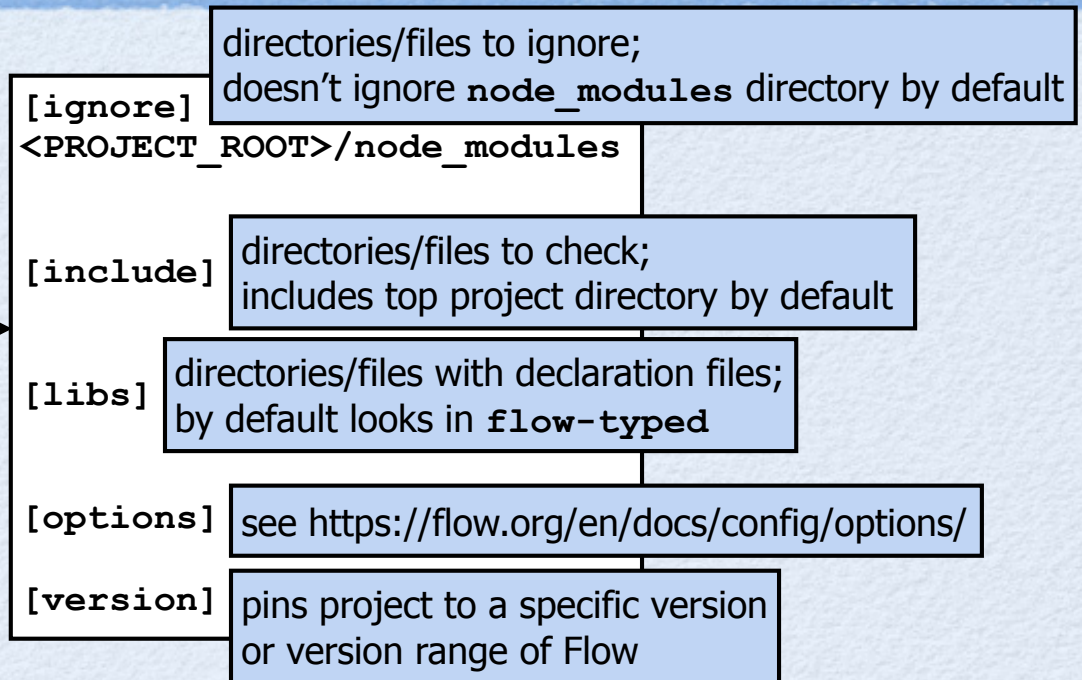 directories/files to ignore;
doesn’t ignore node_modules directory by default
[ignore]
<PROJECT_ROOT>/node_modules
[include]
directories/files to check;
includes top project directory by default
[libs]
directories/files with declaration files;
by default looks in flow-typed
[options]
see https://flow.org/en/docs/config/options/
[version]
pins project to a specific version
or version range of Flow